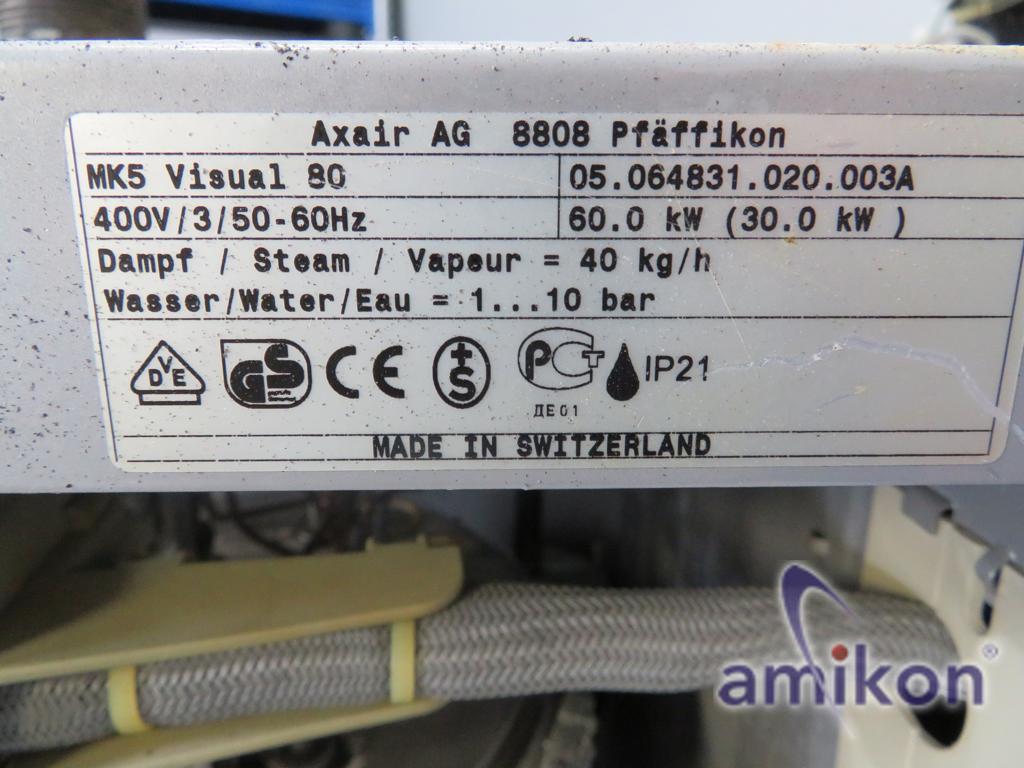 Axair AG 8808 Pfäffikon
MK5 Visual 80 05.064831.020.003A
400V/3/50-60Hz 60.0 kW (30.0 kW )
Dampf / Steam / Vapeur = 40 kg/h
Wasser/Water/Eau = 1...10 bar
VDE GS CE +S PCT IP21
ДЕ01
MADE IN SWITZERLAND
amikon®